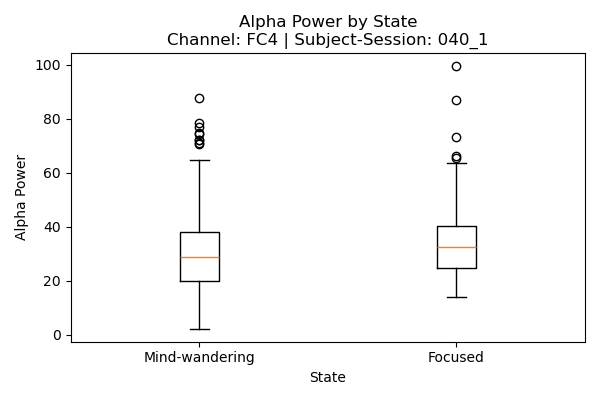 Alpha Power by State
Channel: FC4 | Subject-Session: 040_1
100
80
60
40
20
0
Alpha Power
Mind-wandering
Focused
State